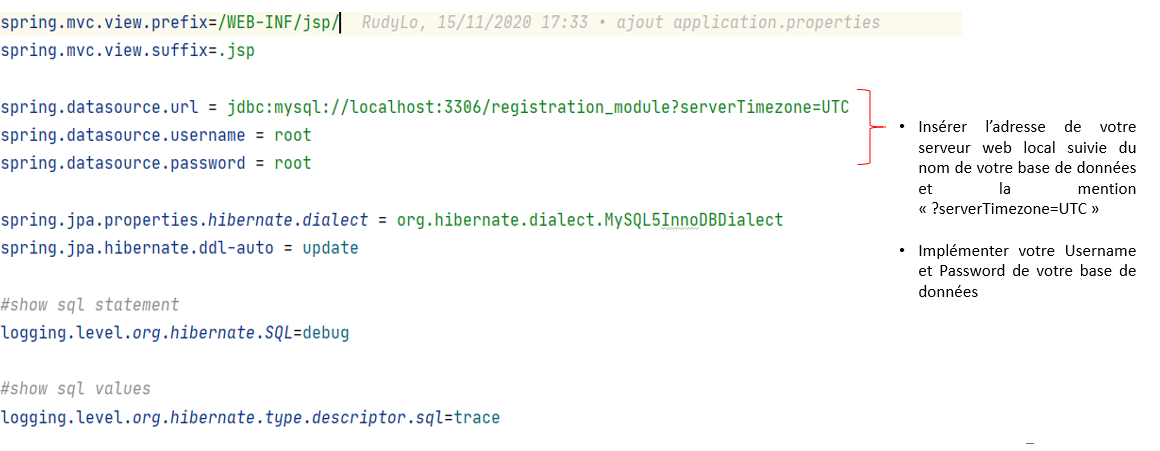 spring.mvc.view.prefix=/WEB-INF/jsp/ RudyLo, 15/11/2020 17:33 • ajout application.properties
spring.mvc.view.suffix=.jsp
spring.datasource.url = jdbc:mysql://localhost:3306/registration_module?serverTimezone=UTC
spring.datasource.username = root
spring.datasource.password = root
spring.jpa.properties.hibernate.dialect = org.hibernate.dialect.MySQL5InnoDBDialect
spring.jpa.hibernate.ddl-auto = update
#show sql statement
logging.level.org.hibernate.SQL=debug
#show sql values
logging.level.org.hibernate.type.descriptor.sql=trace
• Insérer l’adresse de votre
serveur web local suivie du
nom de votre base de données
et la mention
« ?serverTimezone=UTC »
• Implémenter votre Username
et Password de votre base de
données